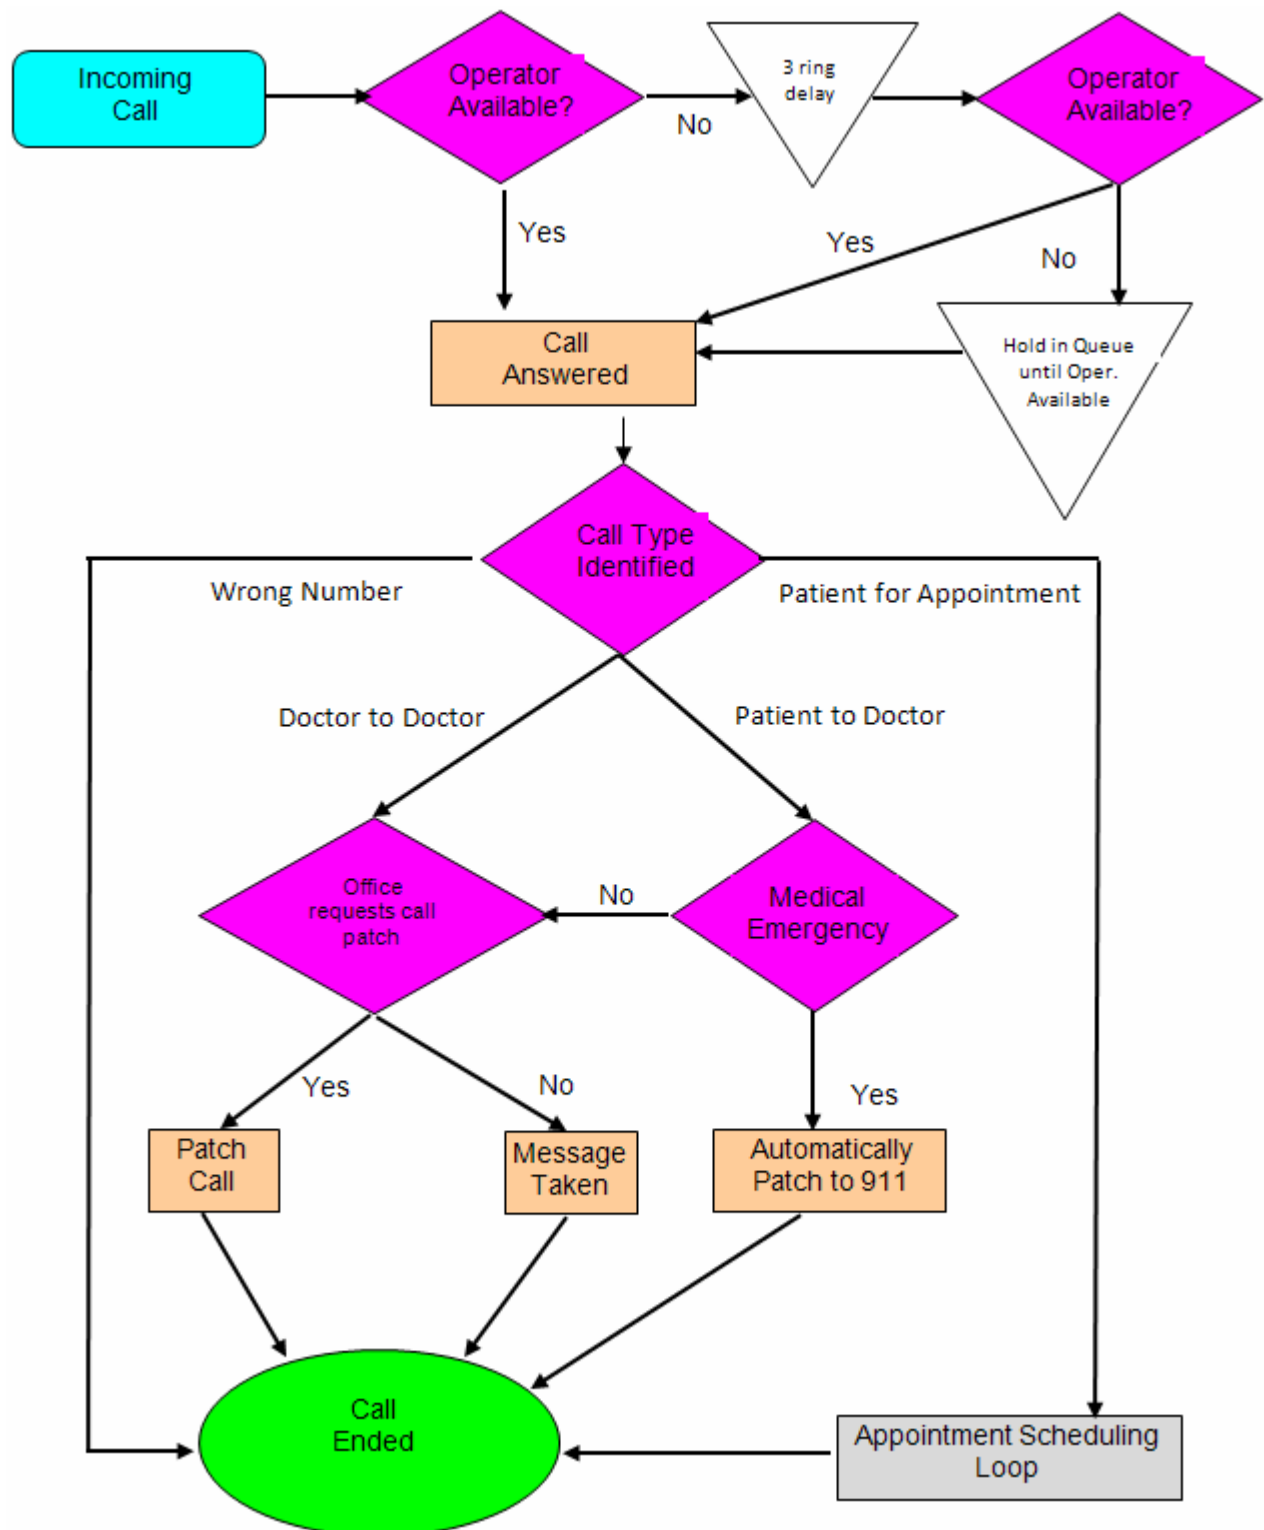 Incoming
Call
Operator
Available?
No
3 ring
delay
Operator
Available?
Yes
Yes
No
Call
Answered
Hold in Queue
until Oper.
Available
Call Type
Identified
Wrong Number
Patient for Appointment
Doctor to Doctor
Patient to Doctor
Office
requests call
patch
No
Medical
Emergency
Yes
No
Yes
Patch
Call
Message
Taken
Automatically
Patch to 911
Call
Ended
Appointment Scheduling
Loop